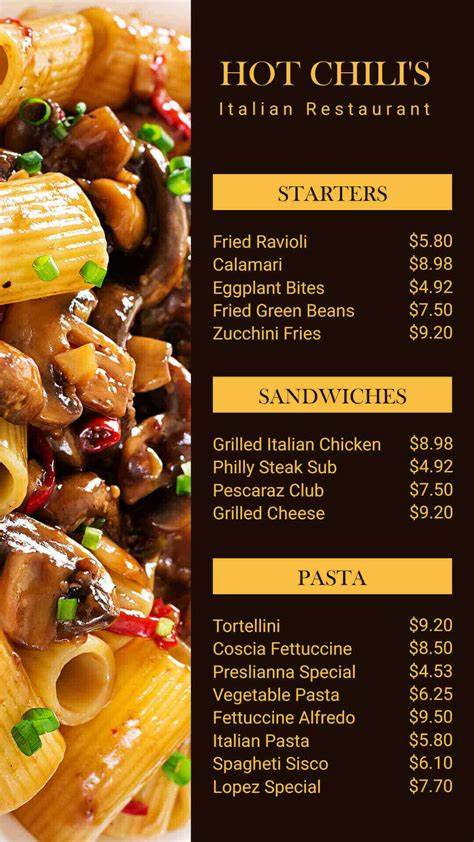 HOT CHILI'S
Italian Restaurant
STARTERS
Fried Ravioli $5.80
Calamari $8.98
Eggplant Bites $4.92
Fried Green Beans $7.50
Zucchini Fries $9.20
SANDWICHES
Grilled Italian Chicken $8.98
Philly Steak Sub $4.92
Pescaraz Club $7.50
Grilled Cheese $9.20
PASTA
Tortellini $9.20
Coscia Fettuccine $8.50
Preslianna Special $4.53
Vegetable Pasta $6.25
Fettuccine Alfredo $9.50
Italian Pasta $5.80
Spagheti Sisco $6.10
Lopez Special $7.70